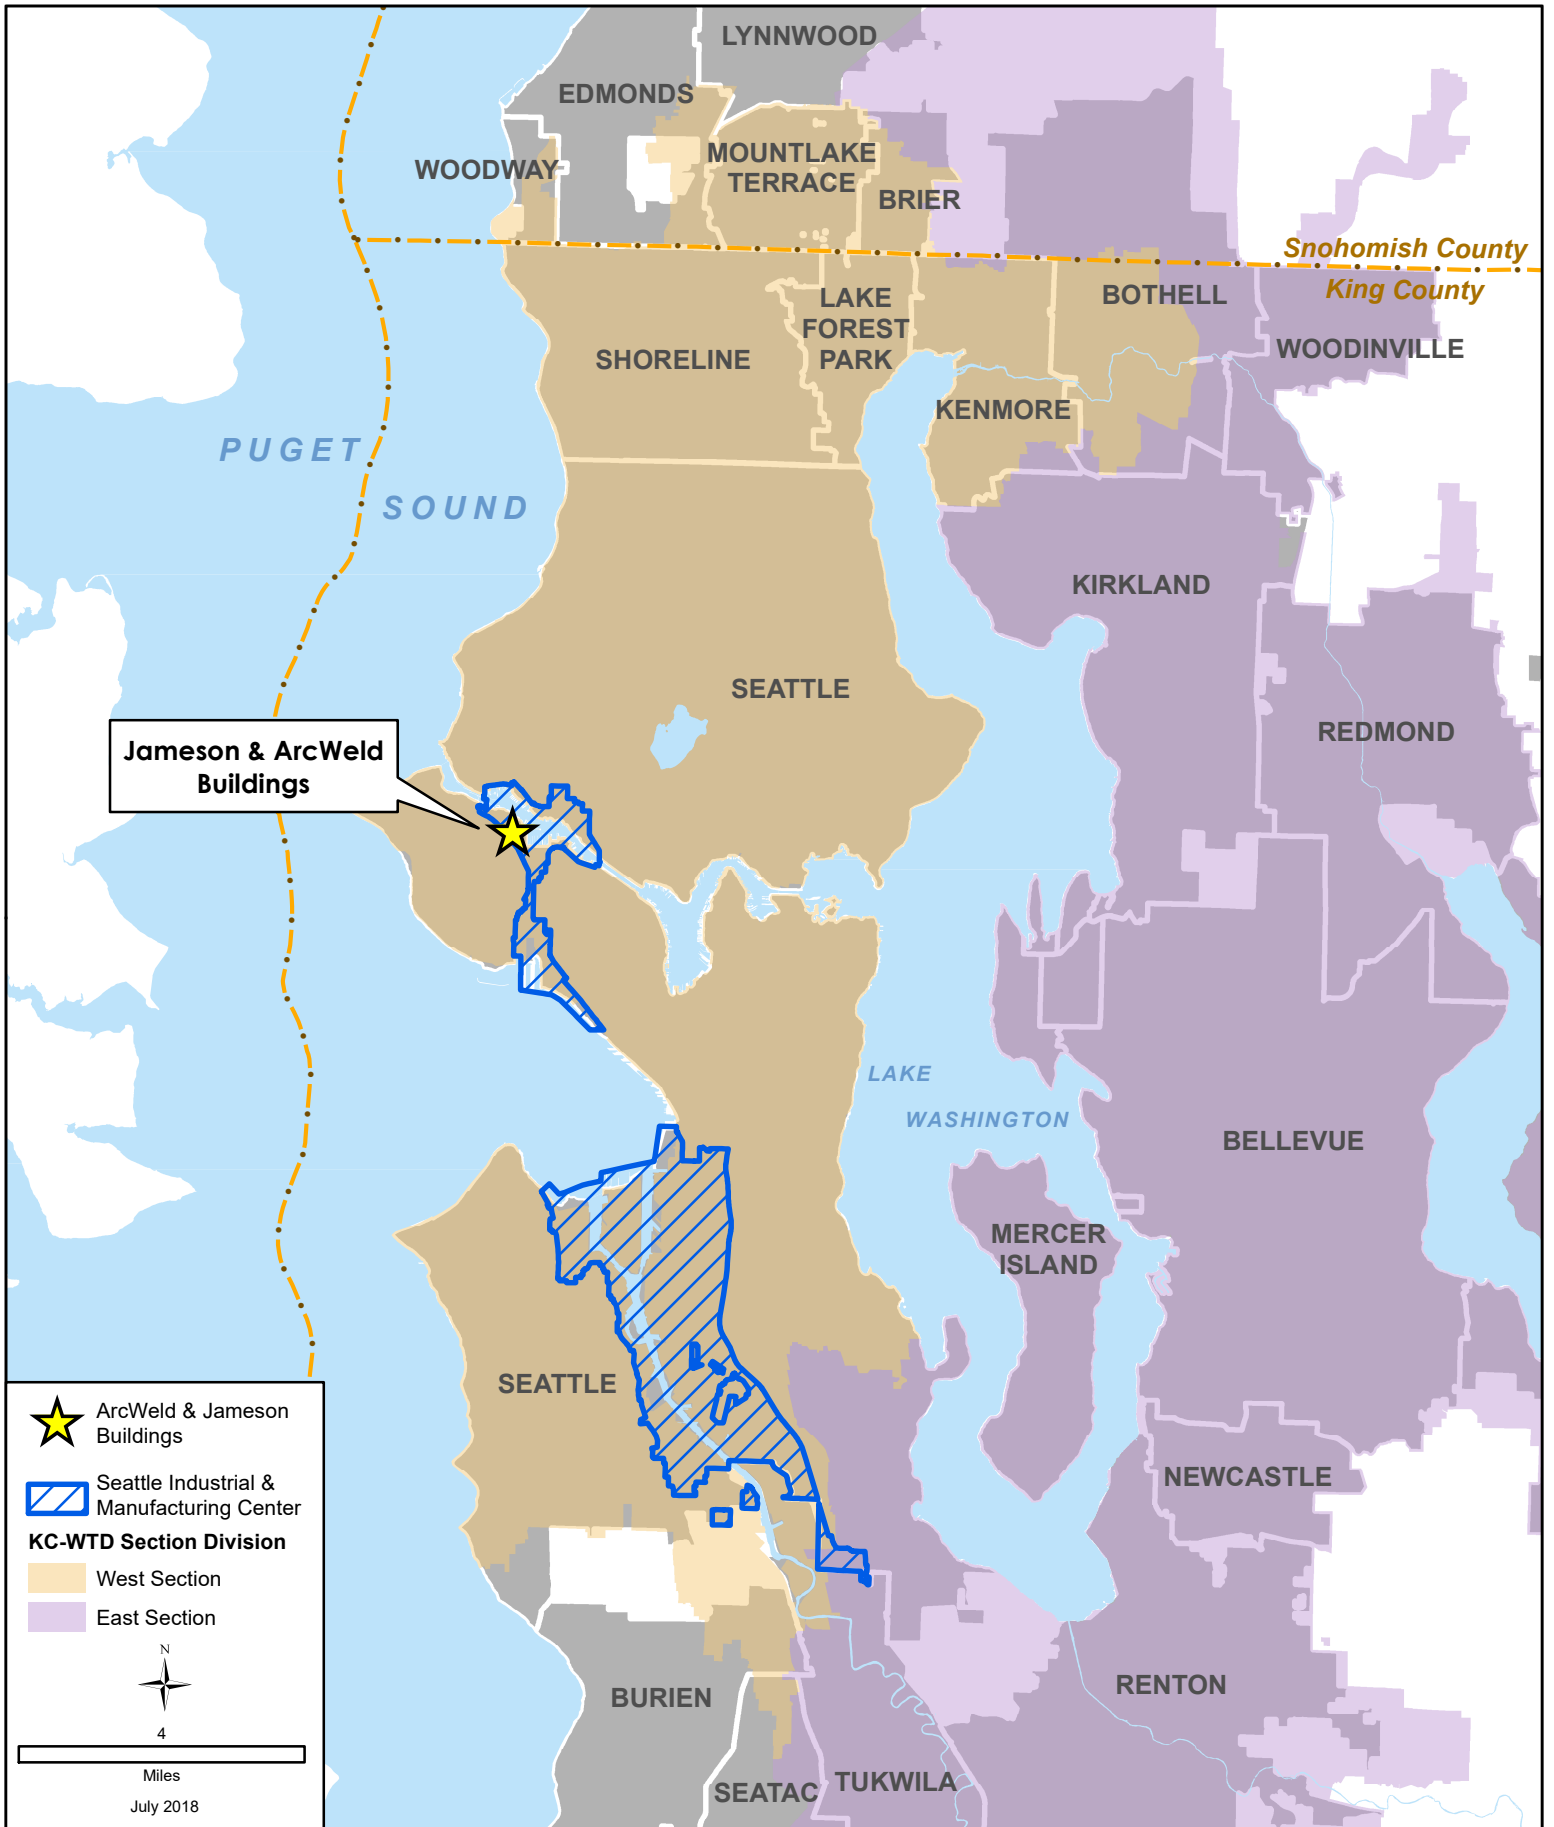 LYNNWOOD
EDMONDS
MOUNTLAKE
TERRACE
WOODWAY
BRIER
Snohomish County
King County
BOTHELL
LAKE
FOREST
PARK
SHORELINE
WOODINVILLE
KENMORE
PUGET
SOUND
KIRKLAND
SEATTLE
REDMOND
Jameson & ArcWeld
Buildings
LAKE
WASHINGTON
BELLEVUE
MERCER
ISLAND
SEATTLE
NEWCASTLE
RENTON
BURIEN
SEATAC
TUKWILA
ArcWeld & Jameson
Buildings
Seattle Industrial &
Manufacturing Center
KC-WTD Section Division
West Section
East Section
N
4
Miles
July 2018